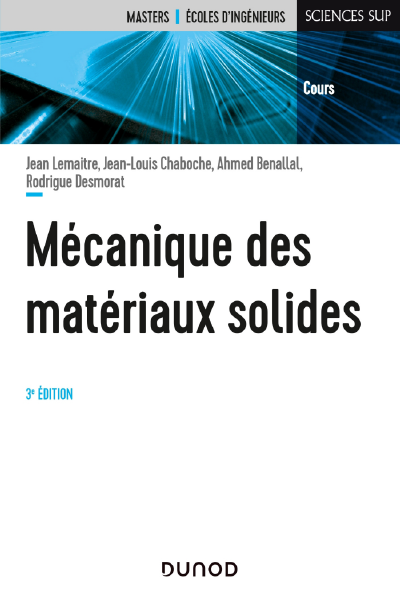 MASTERS | ÉCOLES D'INGÉNIEURS SCIENCES SUP
Cours
Jean Lemaitre, Jean-Louis Chaboche, Ahmed Benallal,
Rodrigue Desmorat
Mécanique des
matériaux solides
3e ÉDITION
DUNOD